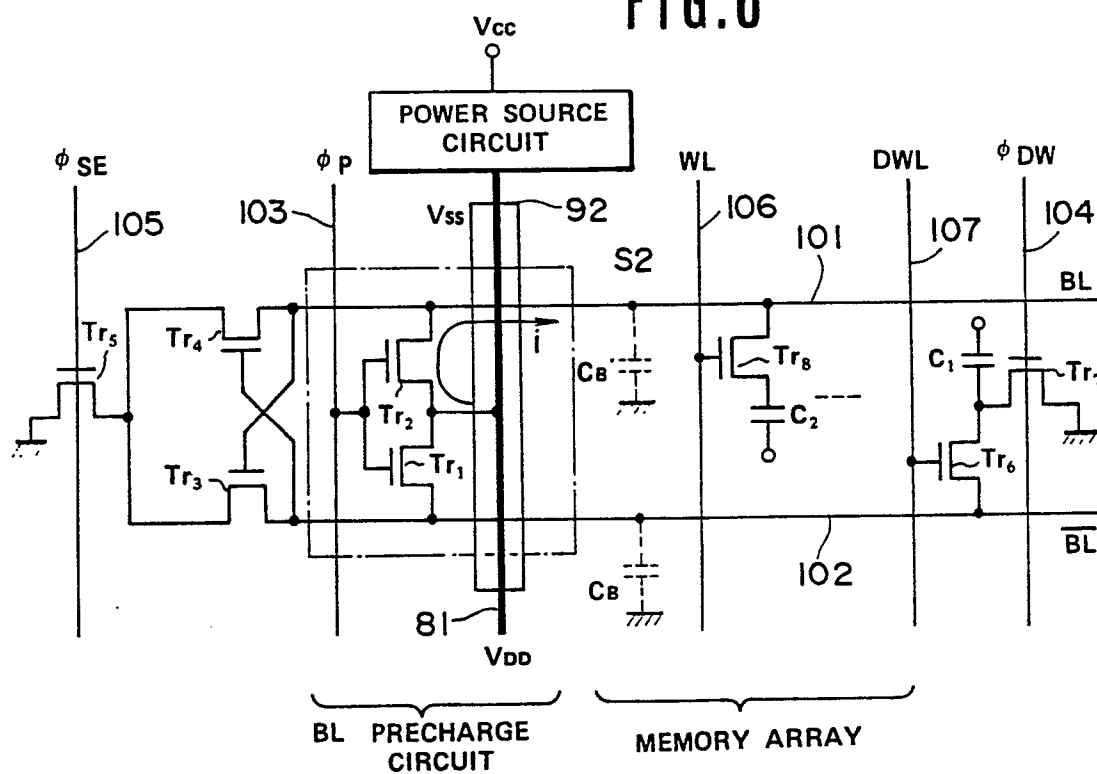 FIG.6
Vcc
POWER SOURCE
CIRCUIT
ϕSE
ϕP
WL
DWL
ϕDW
105
103
Vss
92
106
107
104
S2
101
BL
Tr5
Tr4
i
CB'
Tr8
C1
Tr2
C2
Tr3
Tr1
Tr6
102
B̅L̅
CB
81
VDD
BL PRECHARGE
CIRCUIT
MEMORY ARRAY